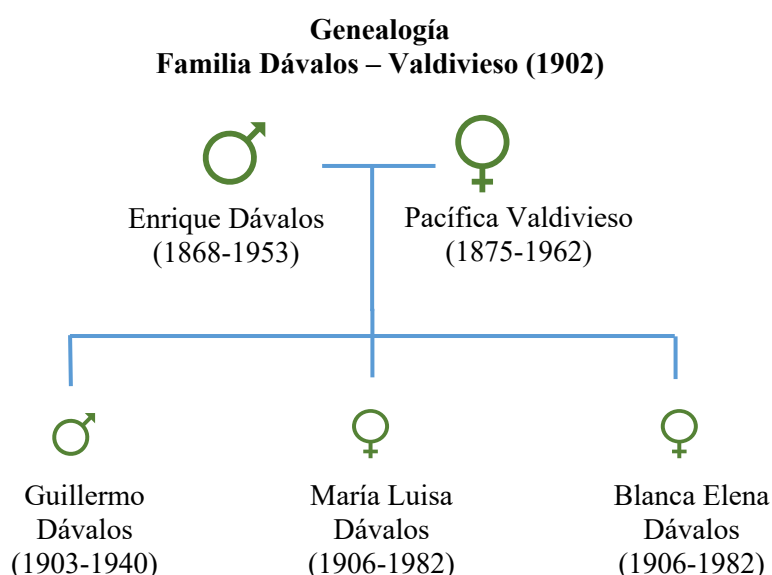 Genealogía
Familia Dávalos – Valdivieso (1902)
Enrique Dávalos
(1868-1953)
Pacífica Valdivieso
(1875-1962)
Guillermo
Dávalos
(1903-1940)
María Luisa
Dávalos
(1906-1982)
Blanca Elena
Dávalos
(1906-1982)